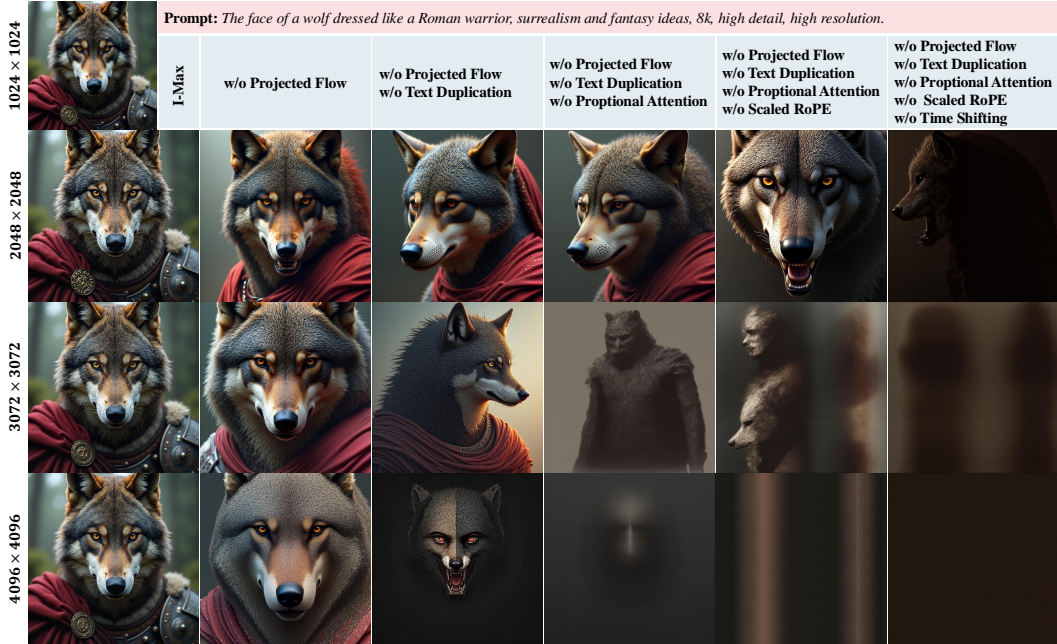 Prompt: The face of a wolf dressed like a Roman warrior, surrealism and fantasy ideas, 8k, high detail, high resolution.
1024 × 1024
I-Max
w/o Projected Flow
w/o Projected Flow
w/o Text Duplication
w/o Projected Flow
w/o Text Duplication
w/o Proptional Attention
w/o Projected Flow
w/o Text Duplication
w/o Proptional Attention
w/o Scaled RoPE
w/o Projected Flow
w/o Text Duplication
w/o Proptional Attention
w/o Scaled RoPE
w/o Time Shifting
2048 × 2048
3072 × 3072
4096 × 4096